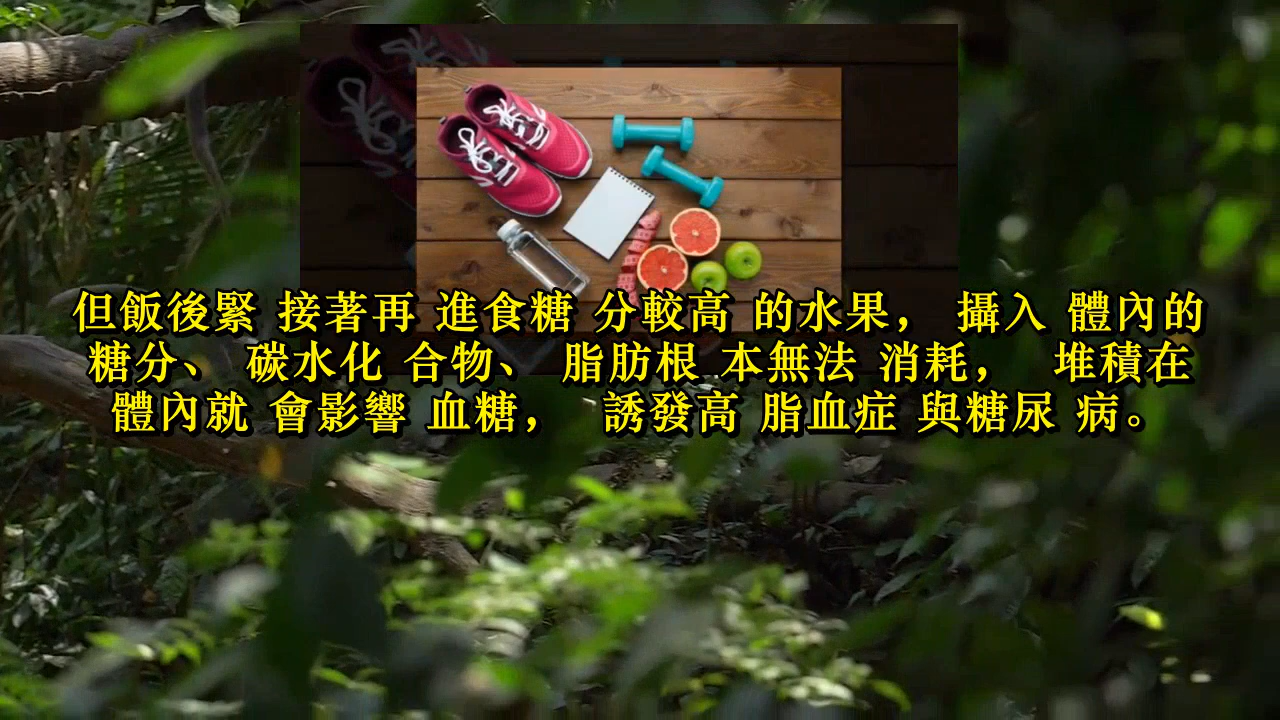 但飯後緊 接著再 進食糖 分較高 的水果， 攝入 體內的
糖分、 碳水化 合物、 脂肪根 本無法 消耗， 堆積在
體內就 會影響 血糖， 誘發高 脂血症 與糖尿 病。